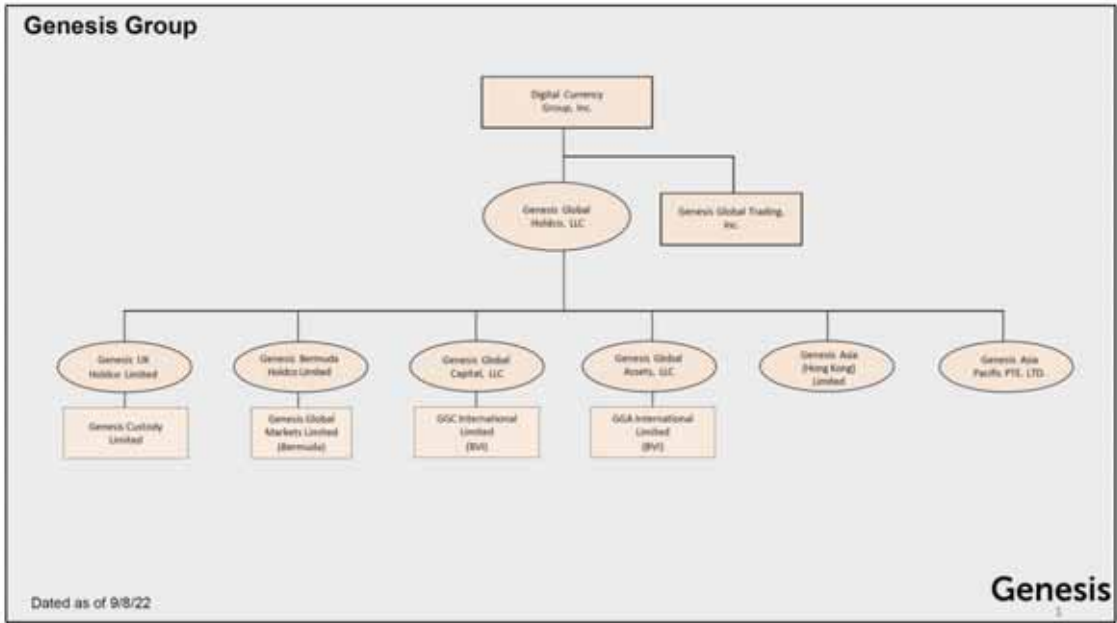 Genesis Group
Digital Currency
Group, Inc.
Genesis Global
Holdco, LLC
Genesis Global Trading,
Inc.
Genesis UK
Holdco Limited
Genesis Bermuda
Holdco Limited
Genesis Global
Capital, LLC
Genesis Global
Assets, LLC
Genesis Asia
(Hong Kong)
Limited
Genesis Asia
Pacific PTE. LTD.
Genesis Custody
Limited
Genesis Global
Markets Limited
(Bermuda)
GGC International
Limited
(BVI)
GGA International
Limited
(BVI)
Dated as of 9/8/22
Genesis
1